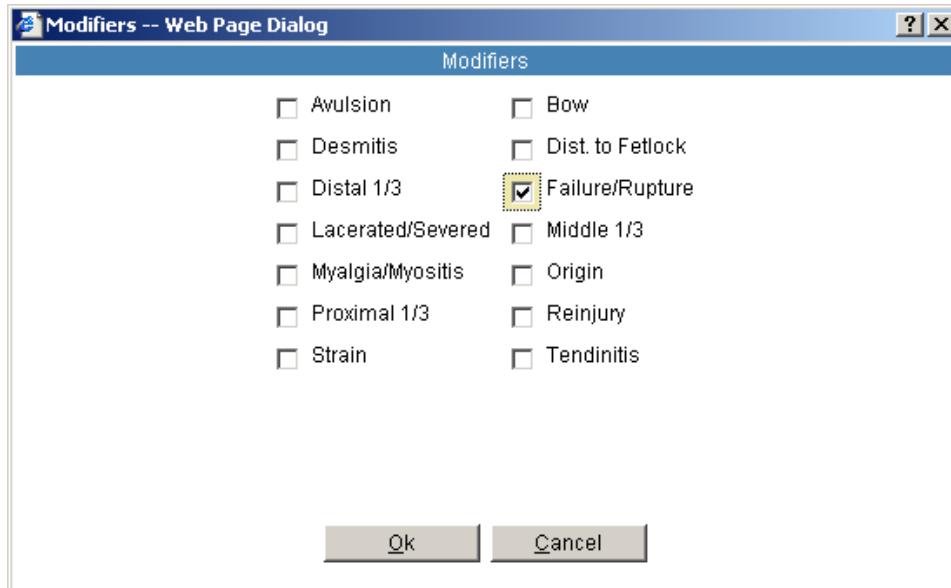 Modifiers -- Web Page Dialog
Modifiers
Avulsion Bow
Desmitis Dist. to Fetlock
Distal 1/3 Failure/Rupture
Lacerated/Severed Middle 1/3
Myalgia/Myositis Origin
Proximal 1/3 Reinjury
Strain Tendinitis
Ok Cancel